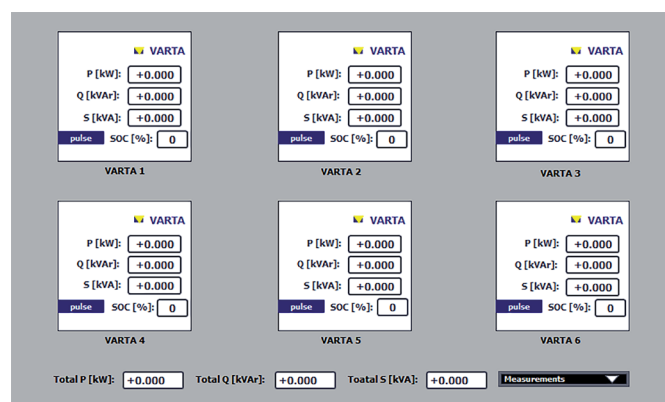 VARTA VARTA VARTA
P [kW]: +0.000 P [kW]: +0.000 P [kW]: +0.000
Q [kVAr]: +0.000 Q [kVAr]: +0.000 Q [kVAr]: +0.000
S [kVA]: +0.000 S [kVA]: +0.000 S [kVA]: +0.000
pulse SOC [%]: 0 pulse SOC [%]: 0 pulse SOC [%]: 0
VARTA 1 VARTA 2 VARTA 3
VARTA VARTA VARTA
P [kW]: +0.000 P [kW]: +0.000 P [kW]: +0.000
Q [kVAr]: +0.000 Q [kVAr]: +0.000 Q [kVAr]: +0.000
S [kVA]: +0.000 S [kVA]: +0.000 S [kVA]: +0.000
pulse SOC [%]: 0 pulse SOC [%]: 0 pulse SOC [%]: 0
VARTA 4 VARTA 5 VARTA 6
Total P [kW]: +0.000 Total Q [kVAr]: +0.000 Toatal S [kVA]: +0.000 Measurements